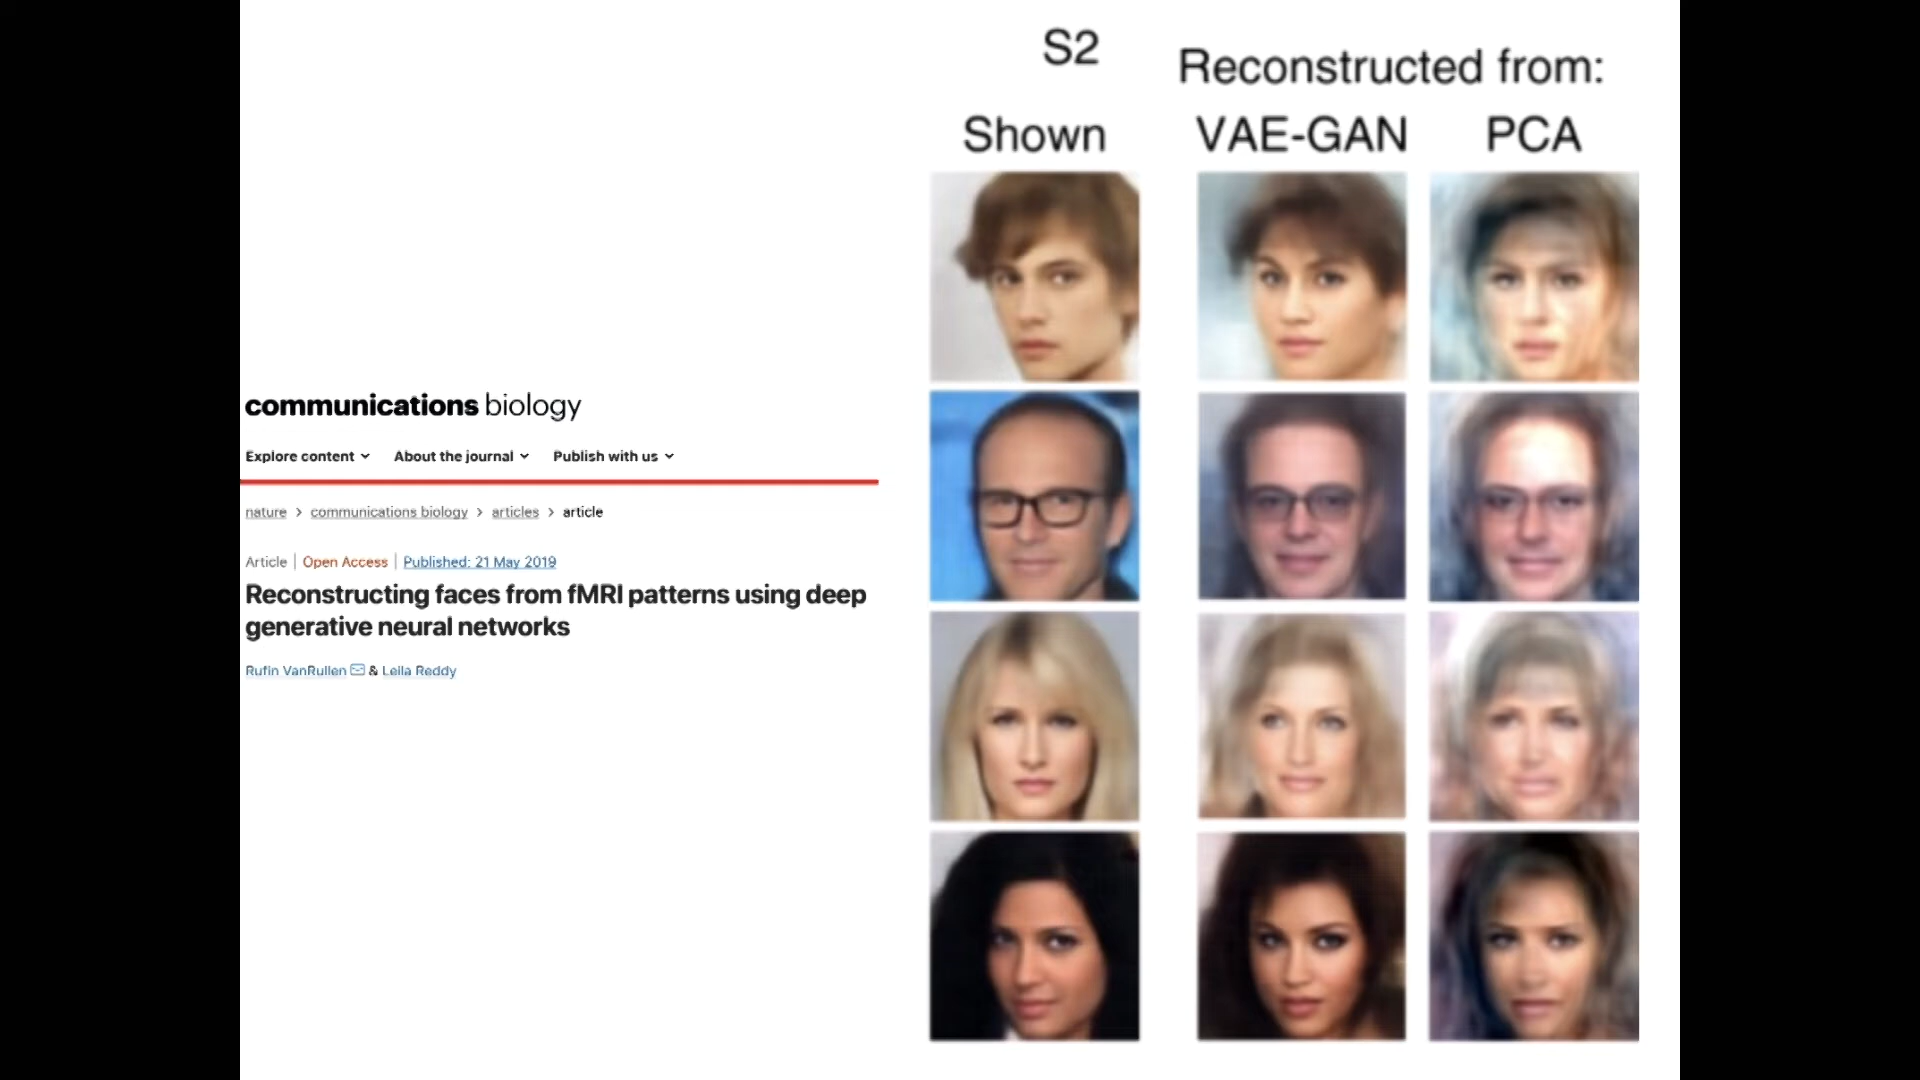 communications biology
Explore content
About the journal
Publish with us
nature > communications biology > articles > article
Article | Open Access | Published: 21 May 2019
Reconstructing faces from fMRI patterns using deep
generative neural networks
Rufin VanRullen & Leila Reddy
S2
Reconstructed from:
Shown
VAE-GAN
PCA